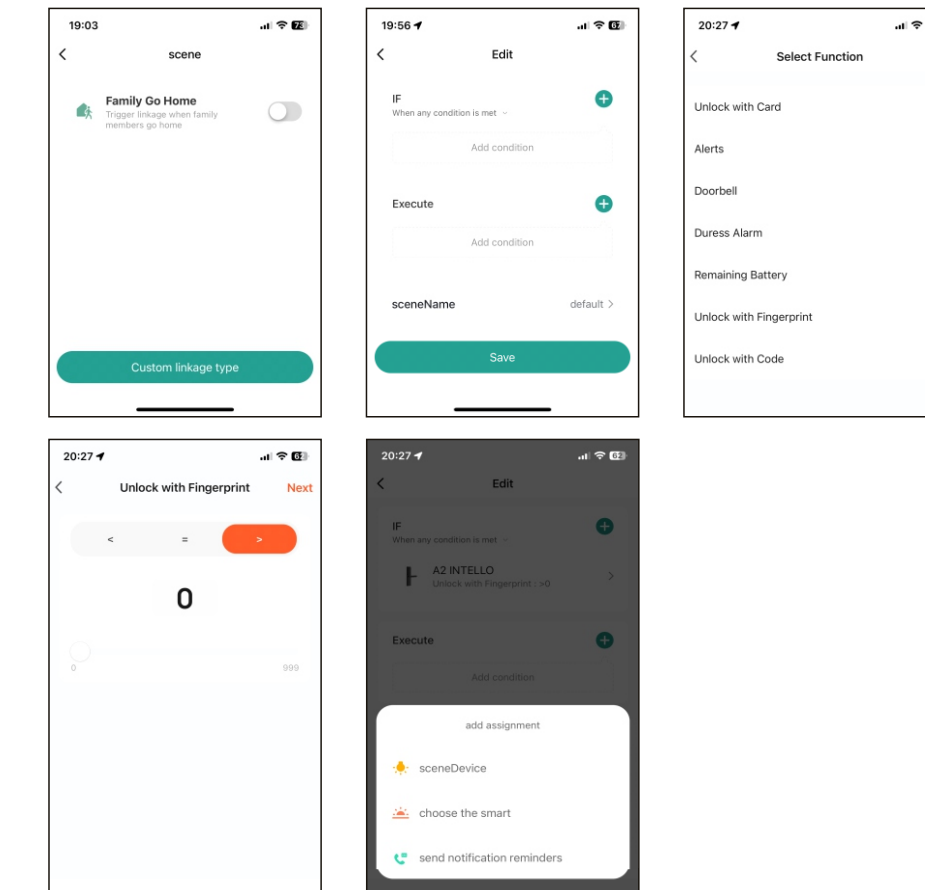 19:03
73
scene
Family Go Home
Trigger linkage when family
members go home
Custom linkage type
19:56
Edit
IF
When any condition is met
Add condition
Execute
Add condition
sceneName
default >
Save
20:27
Select Function
Unlock with Card
Alerts
Doorbell
Duress Alarm
Remaining Battery
Unlock with Fingerprint
Unlock with Code
20:27
Unlock with Fingerprint
Next
< = >
0
0
999
20:27
Edit
IF
When any condition is met
A2 INTELLO
Unlock with Fingerprint : >0
Execute
Add condition
add assignment
sceneDevice
choose the smart
send notification reminders